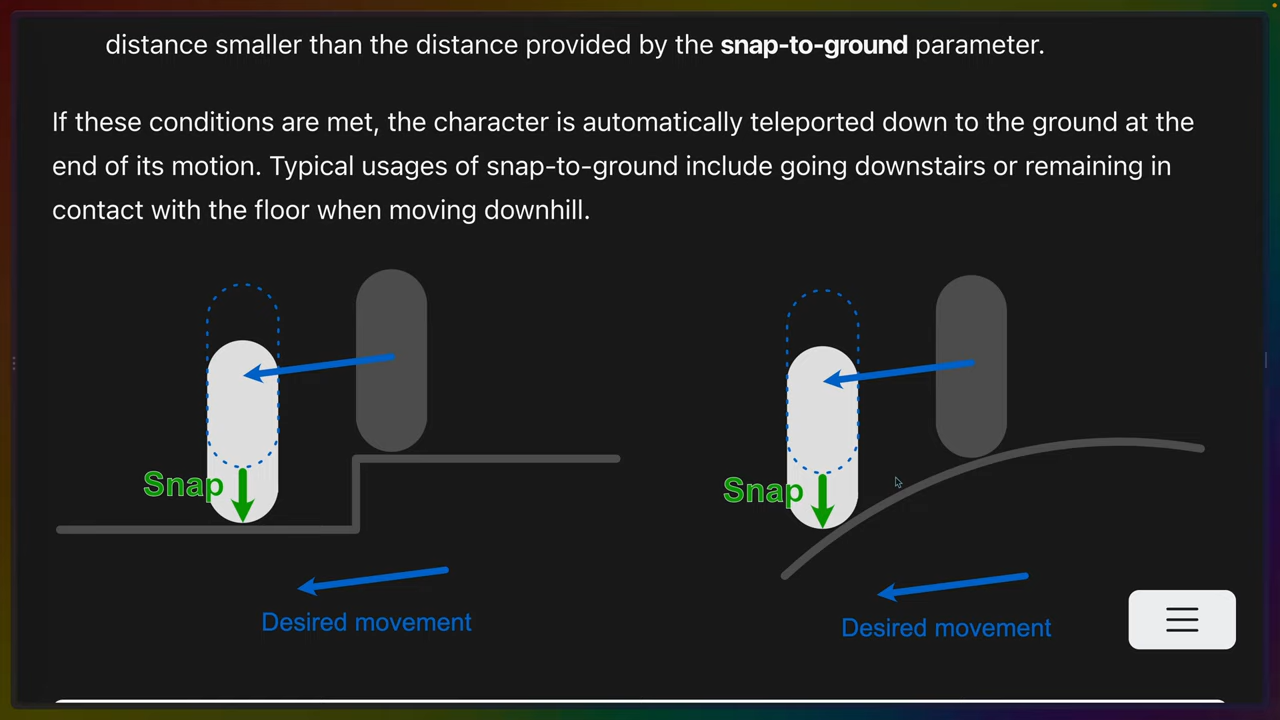 distance smaller than the distance provided by the snap-to-ground parameter.
If these conditions are met, the character is automatically teleported down to the ground at the
end of its motion. Typical usages of snap-to-ground include going downstairs or remaining in
contact with the floor when moving downhill.
Snap
Snap
Desired movement
Desired movement